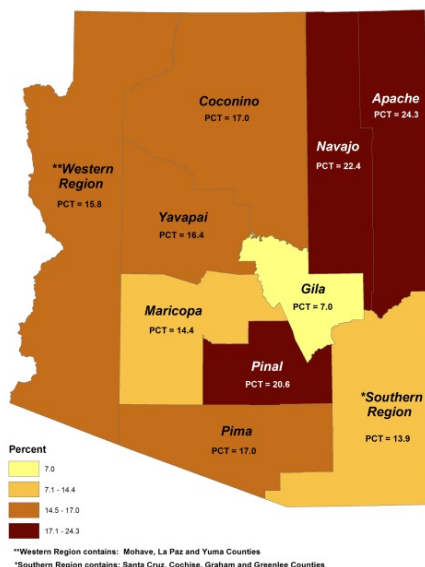 Coconino
PCT = 17.0
Apache
PCT = 24.3
Navajo
PCT = 22.4
**Western
Region
PCT = 15.8
Yavapai
PCT = 16.4
Gila
PCT = 7.0
Maricopa
PCT = 14.4
Pinal
PCT = 20.6
*Southern
Region
PCT = 13.9
Pima
PCT = 17.0
Percent
7.0
7.1 - 14.4
14.5 - 17.0
17.1 - 24.3
**Western Region contains: Mohave, La Paz and Yuma Counties
*Southern Region contains: Santa Cruz, Cochise, Graham and Greenlee Counties